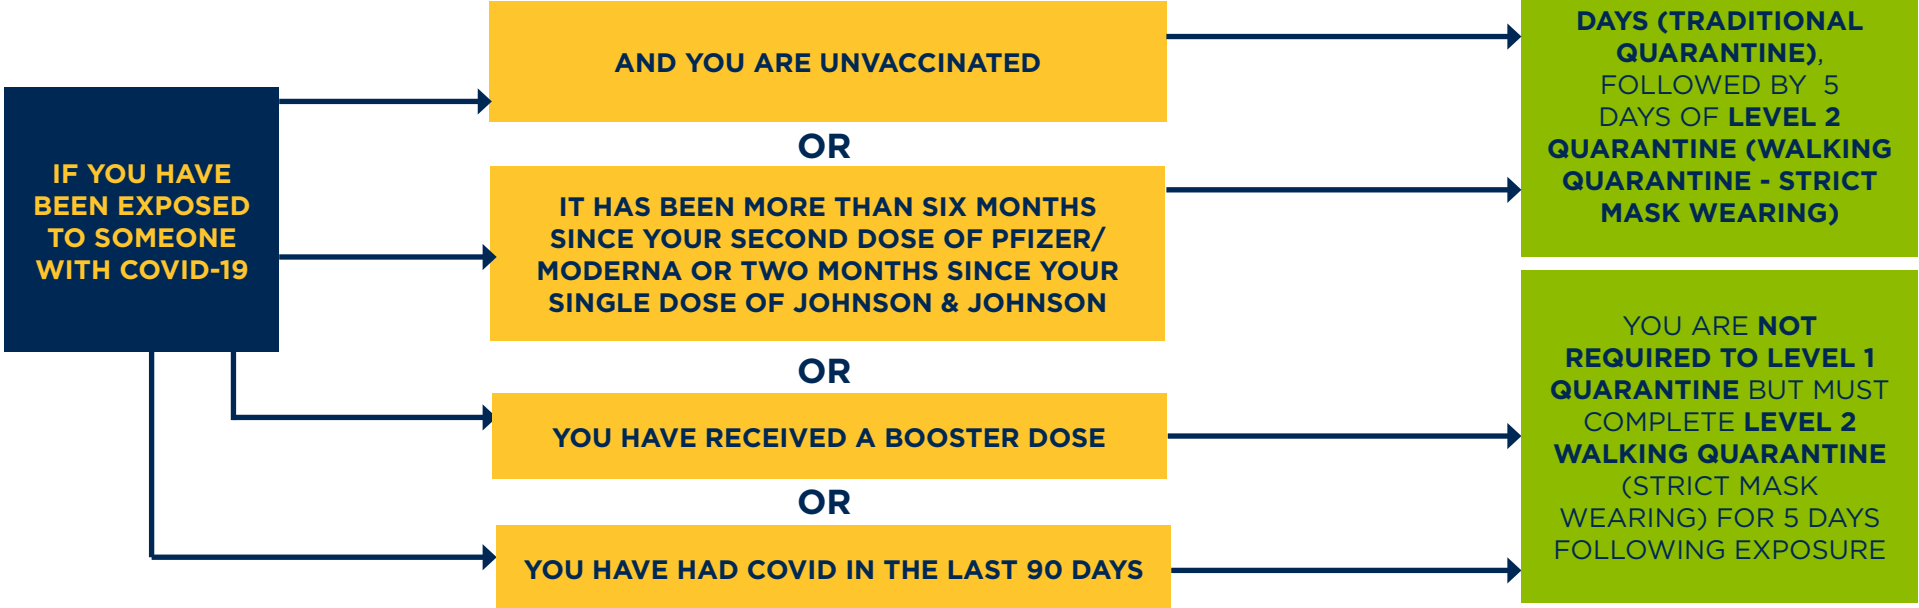 IF YOU HAVE
BEEN EXPOSED
TO SOMEONE
WITH COVID-19
AND YOU ARE UNVACCINATED
OR
IT HAS BEEN MORE THAN SIX MONTHS
SINCE YOUR SECOND DOSE OF PFIZER/
MODERNA OR TWO MONTHS SINCE YOUR
SINGLE DOSE OF JOHNSON & JOHNSON
OR
YOU HAVE RECEIVED A BOOSTER DOSE
OR
YOU HAVE HAD COVID IN THE LAST 90 DAYS
DAYS (TRADITIONAL
QUARANTINE),
FOLLOWED BY 5
DAYS OF LEVEL 2
QUARANTINE (WALKING
QUARANTINE - STRICT
MASK WEARING)
YOU ARE NOT
REQUIRED TO LEVEL 1
QUARANTINE BUT MUST
COMPLETE LEVEL 2
WALKING QUARANTINE
(STRICT MASK
WEARING) FOR 5 DAYS
FOLLOWING EXPOSURE